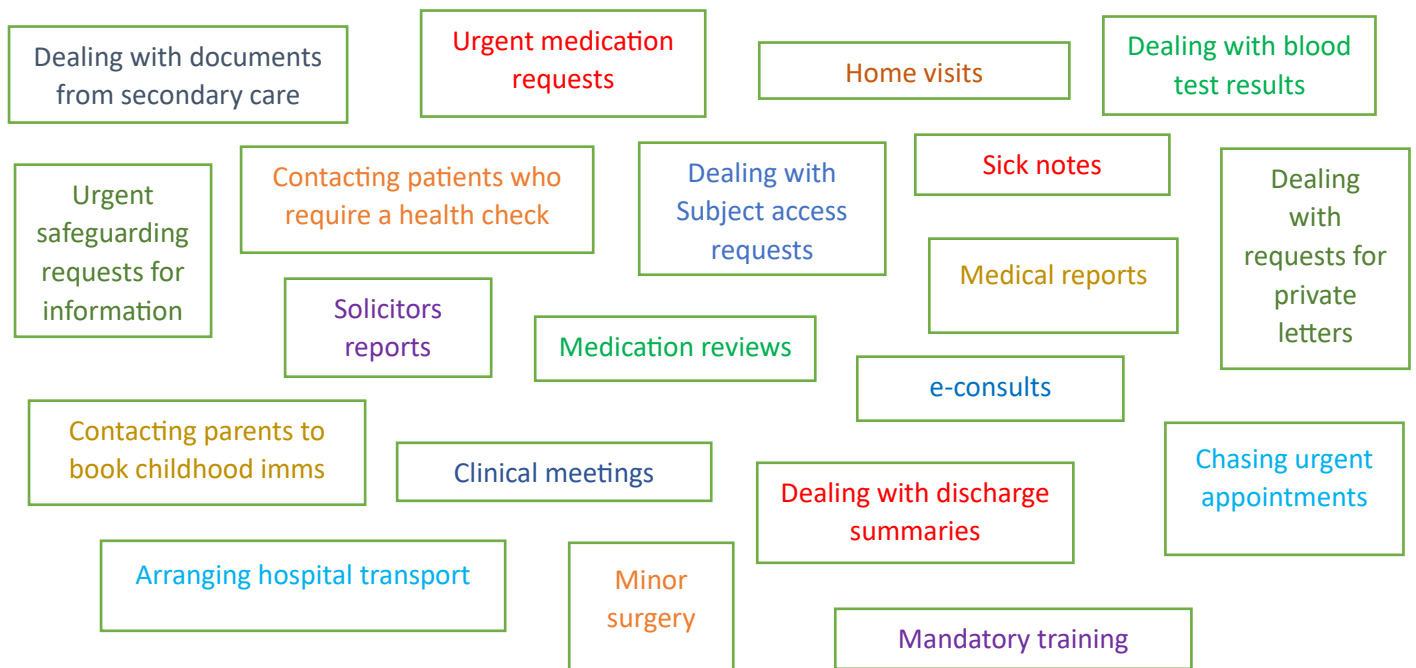 Dealing with documents
from secondary care
Urgent medication
requests
Home visits
Dealing with blood
test results
Urgent
safeguarding
requests for
information
Contacting patients who
require a health check
Dealing with
Subject access
requests
Sick notes
Dealing
with
requests for
private
letters
Solicitors
reports
Medical reports
Medication reviews
e-consults
Contacting parents to
book childhood imms
Clinical meetings
Dealing with discharge
summaries
Chasing urgent
appointments
Arranging hospital transport
Minor
surgery
Mandatory training